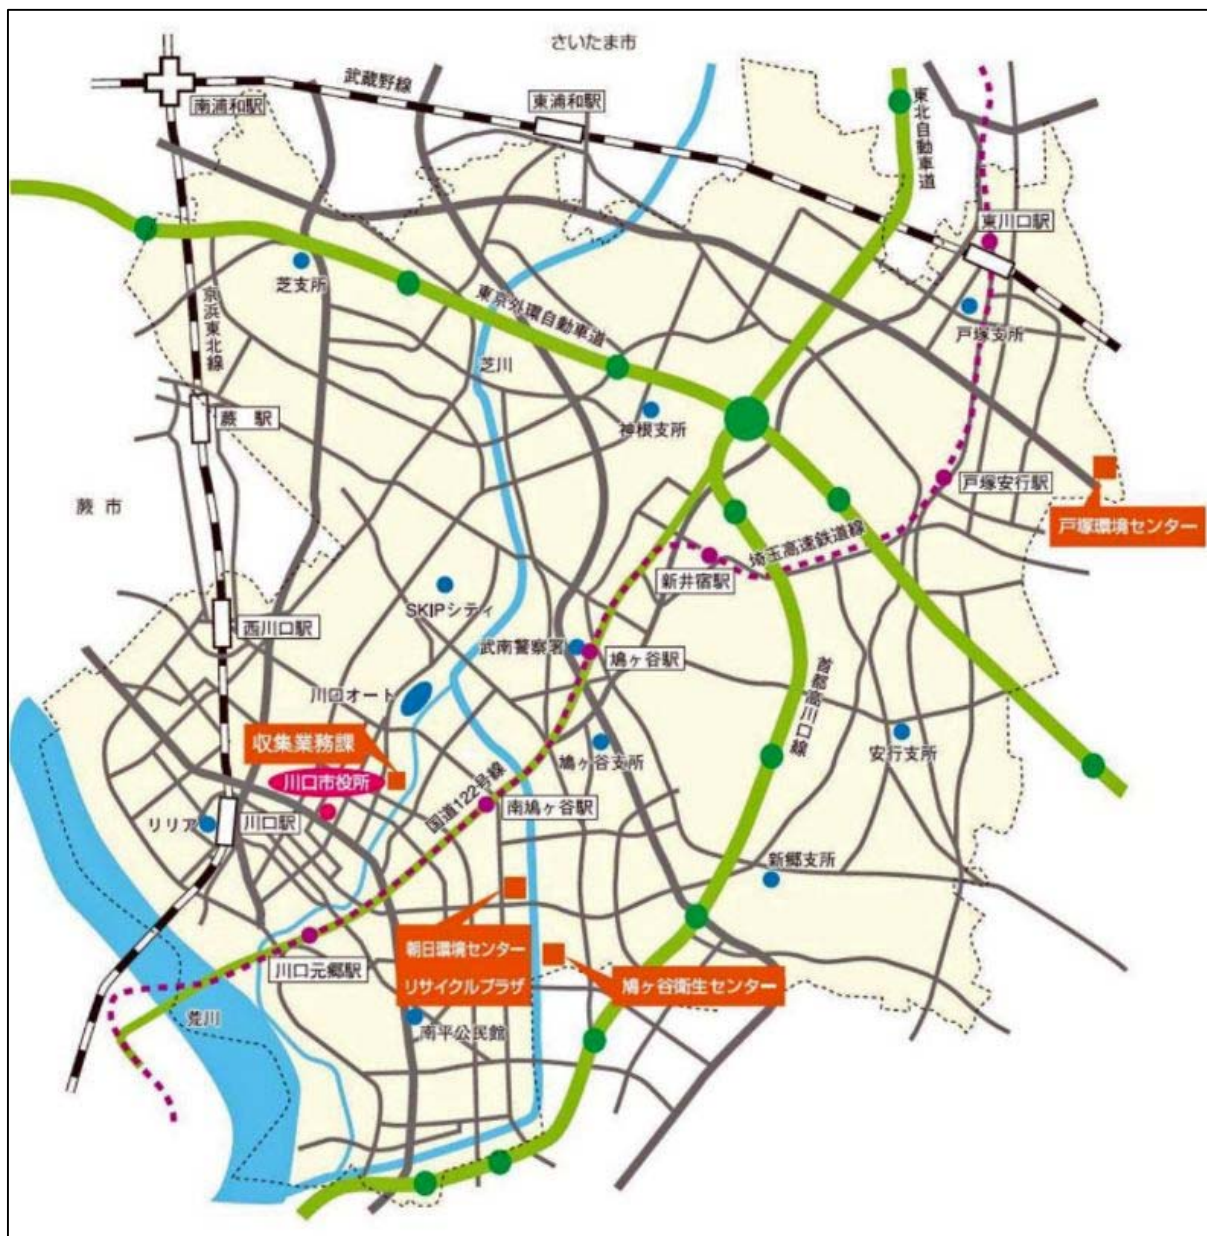 さいたま市
武蔵野線
南浦和駅
東浦和駅
東北自動車道
東川口駅
芝支所
京浜東北線
東京外環自動車道
戸塚支所
芝川
蕨 駅
神根支所
蕨 市
戸塚安行駅
戸塚環境センター
埼玉高速鉄道線
新井宿駅
SKIPシティ
西川口駅
武南警察署
鳩ヶ谷駅
首都高川口線
川口オート
収集業務課
安行支所
鳩ヶ谷支所
川口市役所
国道122号線
南鳩ヶ谷駅
リリア
川口駅
新郷支所
朝日環境センター
リサイクルプラザ
川口元郷駅
鳩ヶ谷衛生センター
荒川
南平公民館